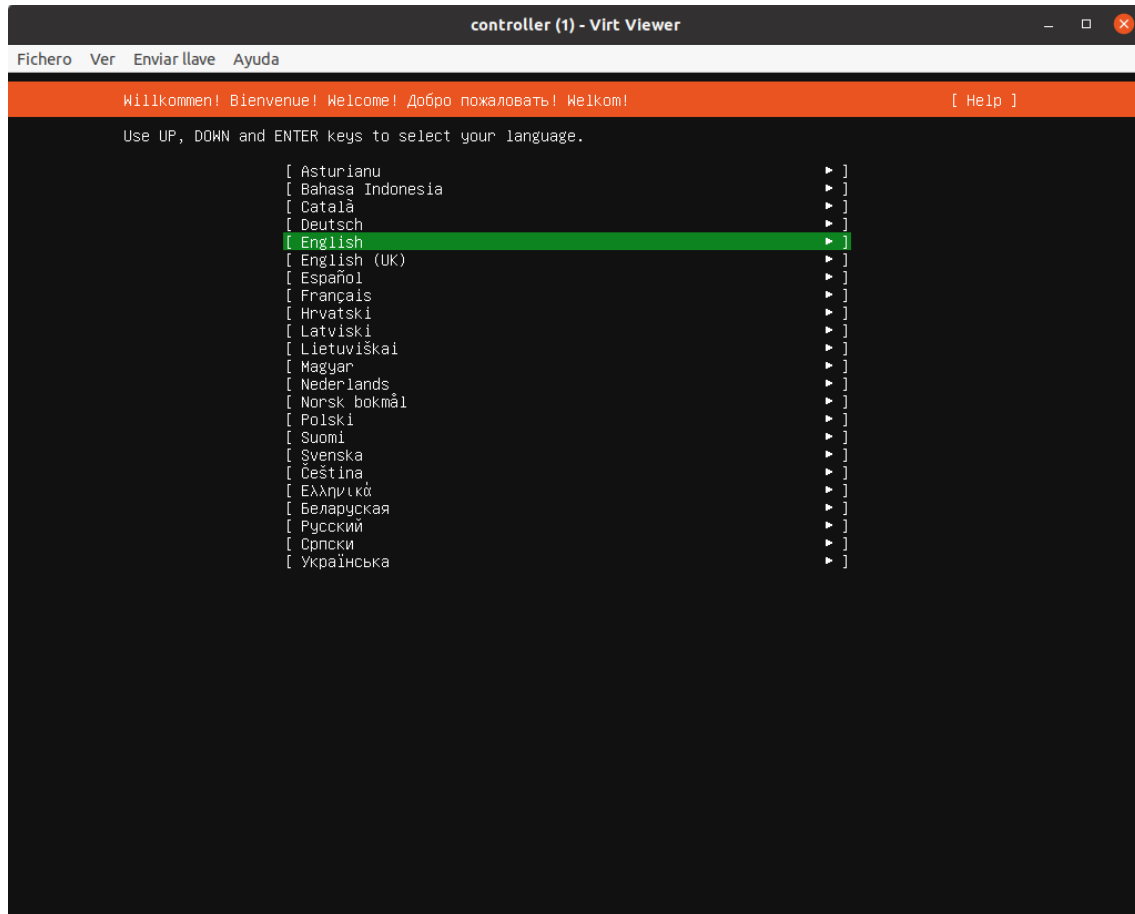 controller (1) - Virt Viewer
Fichero Ver Enviar llave Ayuda
Willkommen! Bienvenue! Welcome! Добро пожаловать! Welkom! [ Help ]
Use UP, DOWN and ENTER keys to select your language.
[ Asturianu ▸ ]
[ Bahasa Indonesia ▸ ]
[ Català ▸ ]
[ Deutsch ▸ ]
[ English ▸ ]
[ English (UK) ▸ ]
[ Español ▸ ]
[ Français ▸ ]
[ Hrvatski ▸ ]
[ Latviski ▸ ]
[ Lietuviškai ▸ ]
[ Magyar ▸ ]
[ Nederlands ▸ ]
[ Norsk bokmål ▸ ]
[ Polski ▸ ]
[ Suomi ▸ ]
[ Svenska ▸ ]
[ Čeština ▸ ]
[ Ελληνικά ▸ ]
[ Беларуская ▸ ]
[ Русский ▸ ]
[ Српски ▸ ]
[ Українська ▸ ]